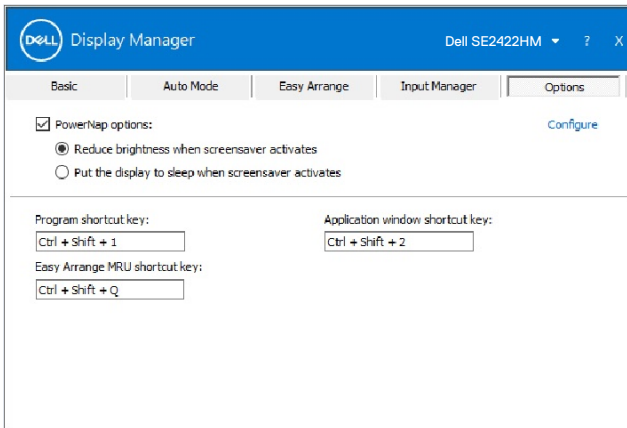 DELL Display Manager Dell SE2422HM ? X
Basic Auto Mode Easy Arrange Input Manager Options
PowerNap options: Configure
Reduce brightness when screensaver activates
Put the display to sleep when screensaver activates
Program shortcut key: Application window shortcut key:
Ctrl + Shift + 1 Ctrl + Shift + 2
Easy Arrange MRU shortcut key:
Ctrl + Shift + Q